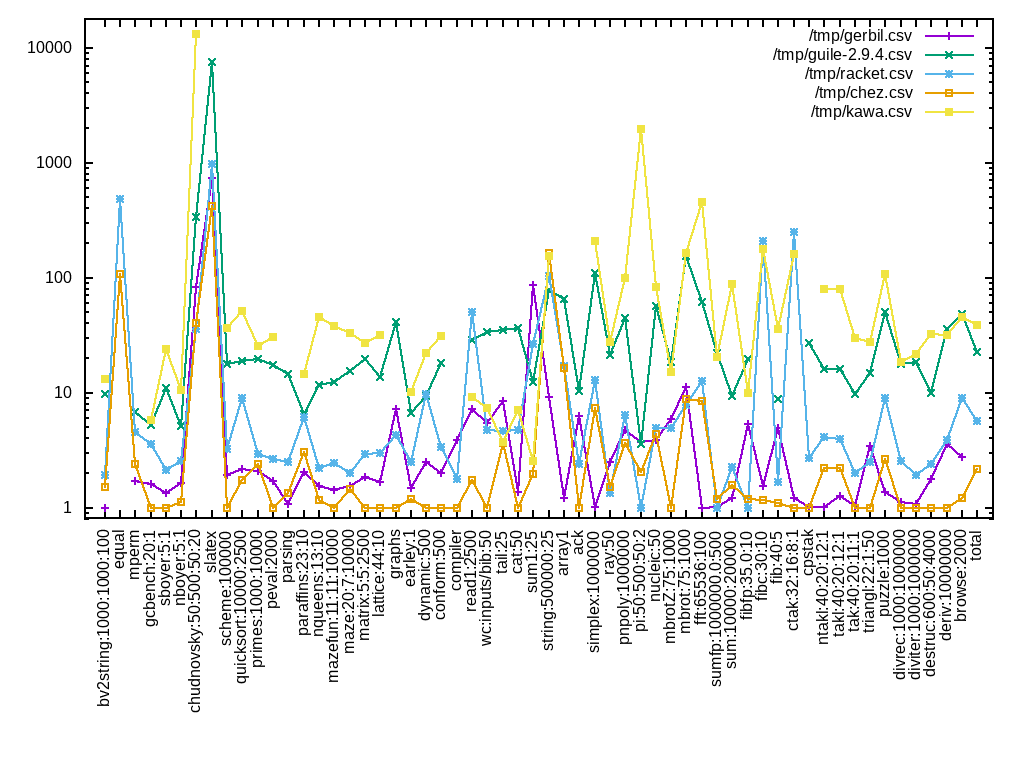 10000
1000
100
10
1
/tmp/gerbil.csv
/tmp/guile-2.9.4.csv
/tmp/racket.csv
/tmp/chez.csv
/tmp/kawa.csv
bv2string:1000:1000:100
equal
mperm
gcbench:20:1
sboyer:5:1
nboyer:5:1
chudnovsky:50:500:50:20
slatex
scheme:100000
quicksort:10000:2500
primes:1000:10000
peval:2000
parsing
paraffins:23:10
nqueens:13:10
mazefun:11:11:10000
maze:20:7:10000
matrix:5:5:2500
lattice:44:10
graphs
earley:1
dynamic:500
conform:500
compiler
read1:2500
wc:inputs/bib:50
tail:25
cat:50
sum1:25
string:500000:25
array1
ack
simplex:1000000
ray:50
pnpoly:1000000
pi:50:500:50:2
nucleic:50
mbrotZ:75:1000
mbrot:75:1000
fft:65536:100
sumfp:1000000.0:500
sum:10000:200000
fibfp:35.0:10
fibc:30:10
fib:40:5
ctak:32:16:8:1
cpstak
ntakl:40:20:12:1
takl:40:20:12:1
tak:40:20:11:1
triangl:22:1:50
puzzle:1000
divrec:1000:1000000
diviter:1000:1000000
destruc:600:50:4000
deriv:10000000
browse:2000
total